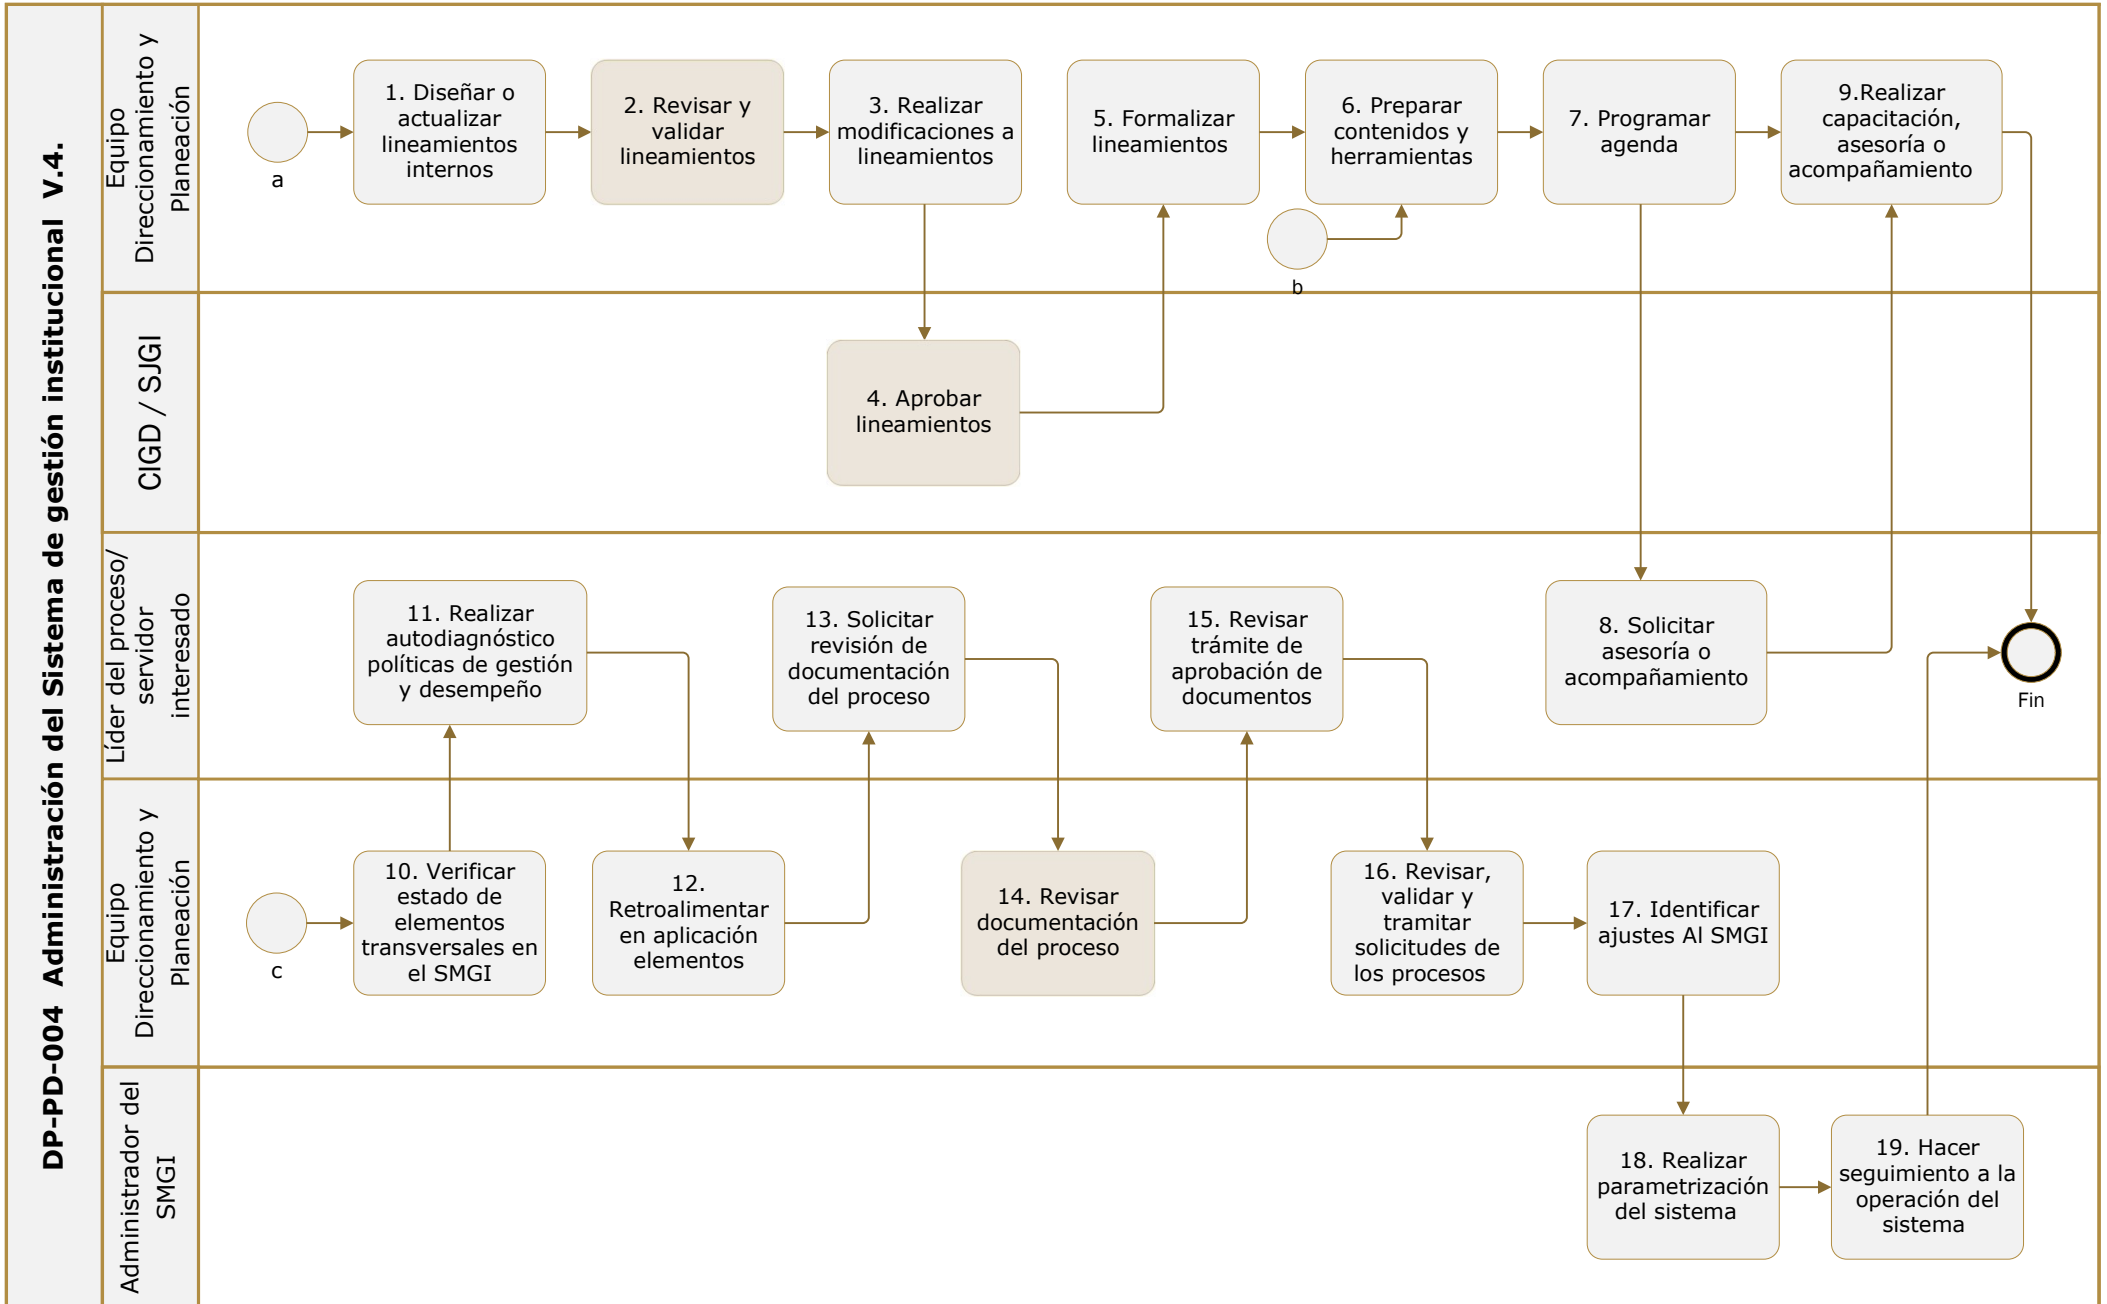 DP-PD-004 Administración del Sistema de gestión institucional V.4.
Equipo
Direccionamiento y
Planeación
a
1. Diseñar o
actualizar
lineamientos
internos
2. Revisar y
validar
lineamientos
3. Realizar
modificaciones a
lineamientos
5. Formalizar
lineamientos
6. Preparar
contenidos y
herramientas
b
7. Programar
agenda
9.Realizar
capacitación,
asesoría o
acompañamiento
CIGD / SJGI
4. Aprobar
lineamientos
Líder del proceso/
servidor
interesado
11. Realizar
autodiagnóstico
políticas de gestión
y desempeño
13. Solicitar
revisión de
documentación
del proceso
15. Revisar
trámite de
aprobación de
documentos
8. Solicitar
asesoría o
acompañamiento
Fin
Equipo
Direccionamiento y
Planeación
c
10. Verificar
estado de
elementos
transversales en
el SMGI
12.
Retroalimentar
en aplicación
elementos
14. Revisar
documentación
del proceso
16. Revisar,
validar y
tramitar
solicitudes de
los procesos
17. Identificar
ajustes Al SMGI
Administrador del
SMGI
18. Realizar
parametrización
del sistema
19. Hacer
seguimiento a la
operación del
sistema